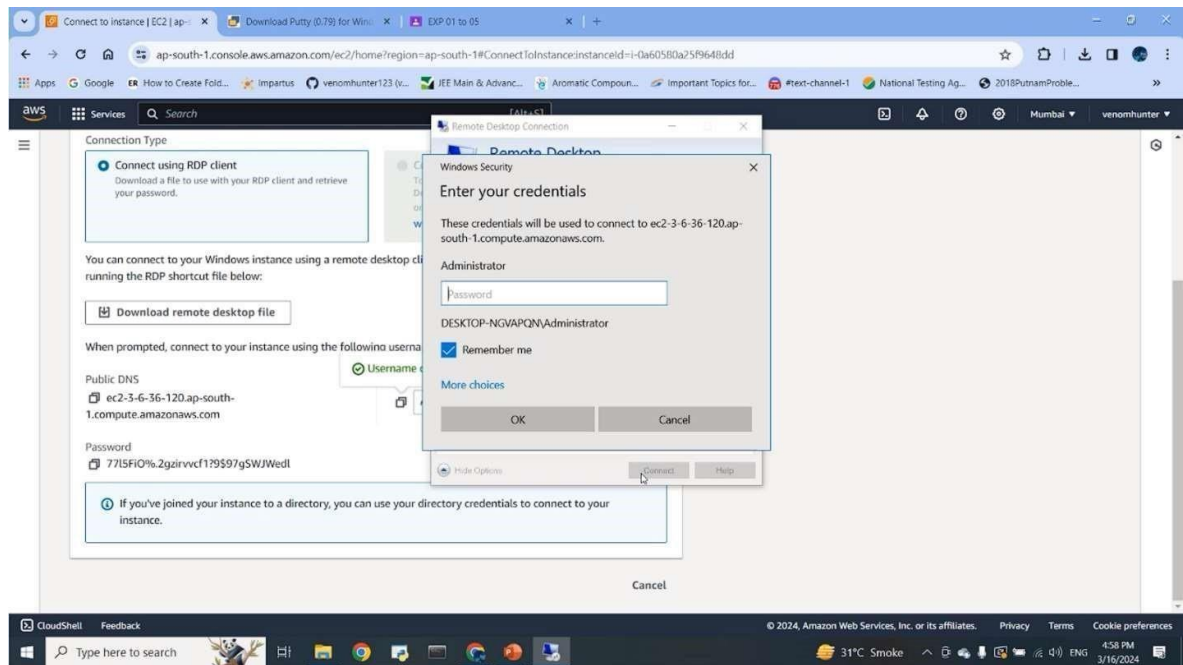 Connect to instance | EC2 | ap-s
Download Putty (0.79) for Wind
EXP 01 to 05
ap-south-1.console.aws.amazon.com/ec2/home?region=ap-south-1#ConnectToInstance:instanceId=i-0a60580a25f9648dd
Apps Google How to Create Fold... Impartus venomhunter123 (v... JEE Main & Advanc... Aromatic Compoun... Important Topics for... #text-channel-1 National Testing Ag... 2018PutnamProble... »
aws Services Search [Alt+S] Mumbai venomhunter
Connection Type
Connect using RDP client
Download a file to use with your RDP client and retrieve
your password.
You can connect to your Windows instance using a remote desktop cli
running the RDP shortcut file below:
Download remote desktop file
When prompted, connect to your instance using the following userna
Username
Public DNS
ec2-3-6-36-120.ap-south-
1.compute.amazonaws.com
Password
77l5FiO%.2gzirvvcf1?9$97gSWJWedl
If you've joined your instance to a directory, you can use your directory credentials to connect to your
instance.
Cancel
Remote Desktop Connection
Remote Desktop
Windows Security
Enter your credentials
These credentials will be used to connect to ec2-3-6-36-120.ap-
south-1.compute.amazonaws.com.
Administrator
Password
DESKTOP-NGVAPQN\Administrator
Remember me
More choices
OK Cancel
Hide Options Connect Help
CloudShell Feedback © 2024, Amazon Web Services, Inc. or its affiliates. Privacy Terms Cookie preferences
Type here to search 31°C Smoke ENG 4:58 PM
3/16/2024